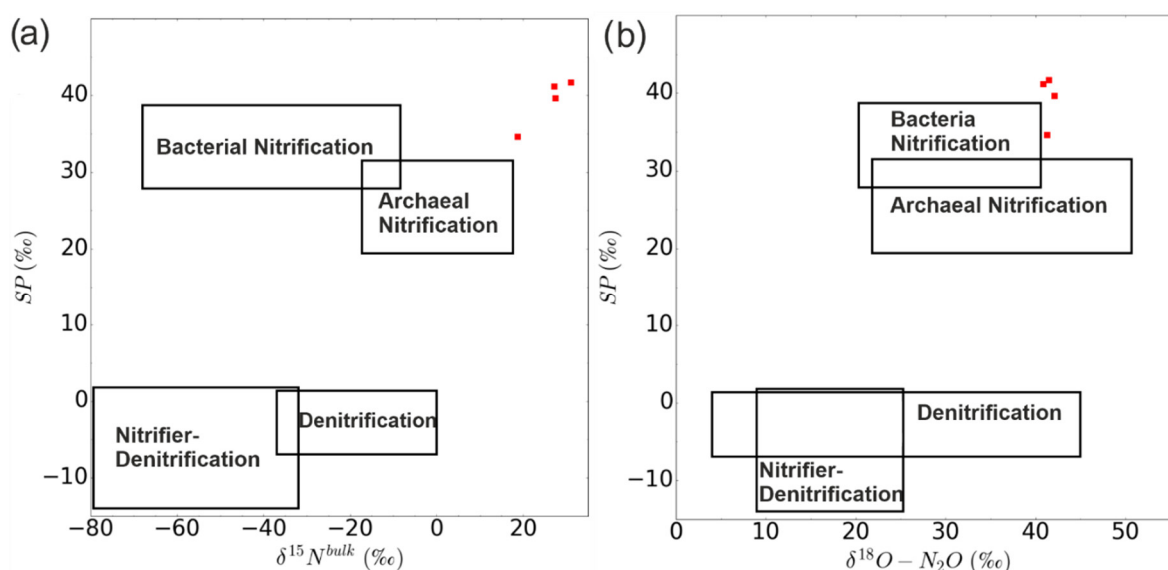 (a)
40
30
20
10
0
−10
SP (‰)
Bacterial Nitrification
Archaeal
Nitrification
Nitrifier-
Denitrification
Denitrification
−80
−60
−40
−20
0
20
δ¹⁵N^bulk (‰)
(b)
40
30
20
10
0
−10
SP (‰)
Bacteria
Nitrification
Archaeal Nitrification
Denitrification
Nitrifier-
Denitrification
0
10
20
30
40
50
δ¹⁸O − N₂O (‰)